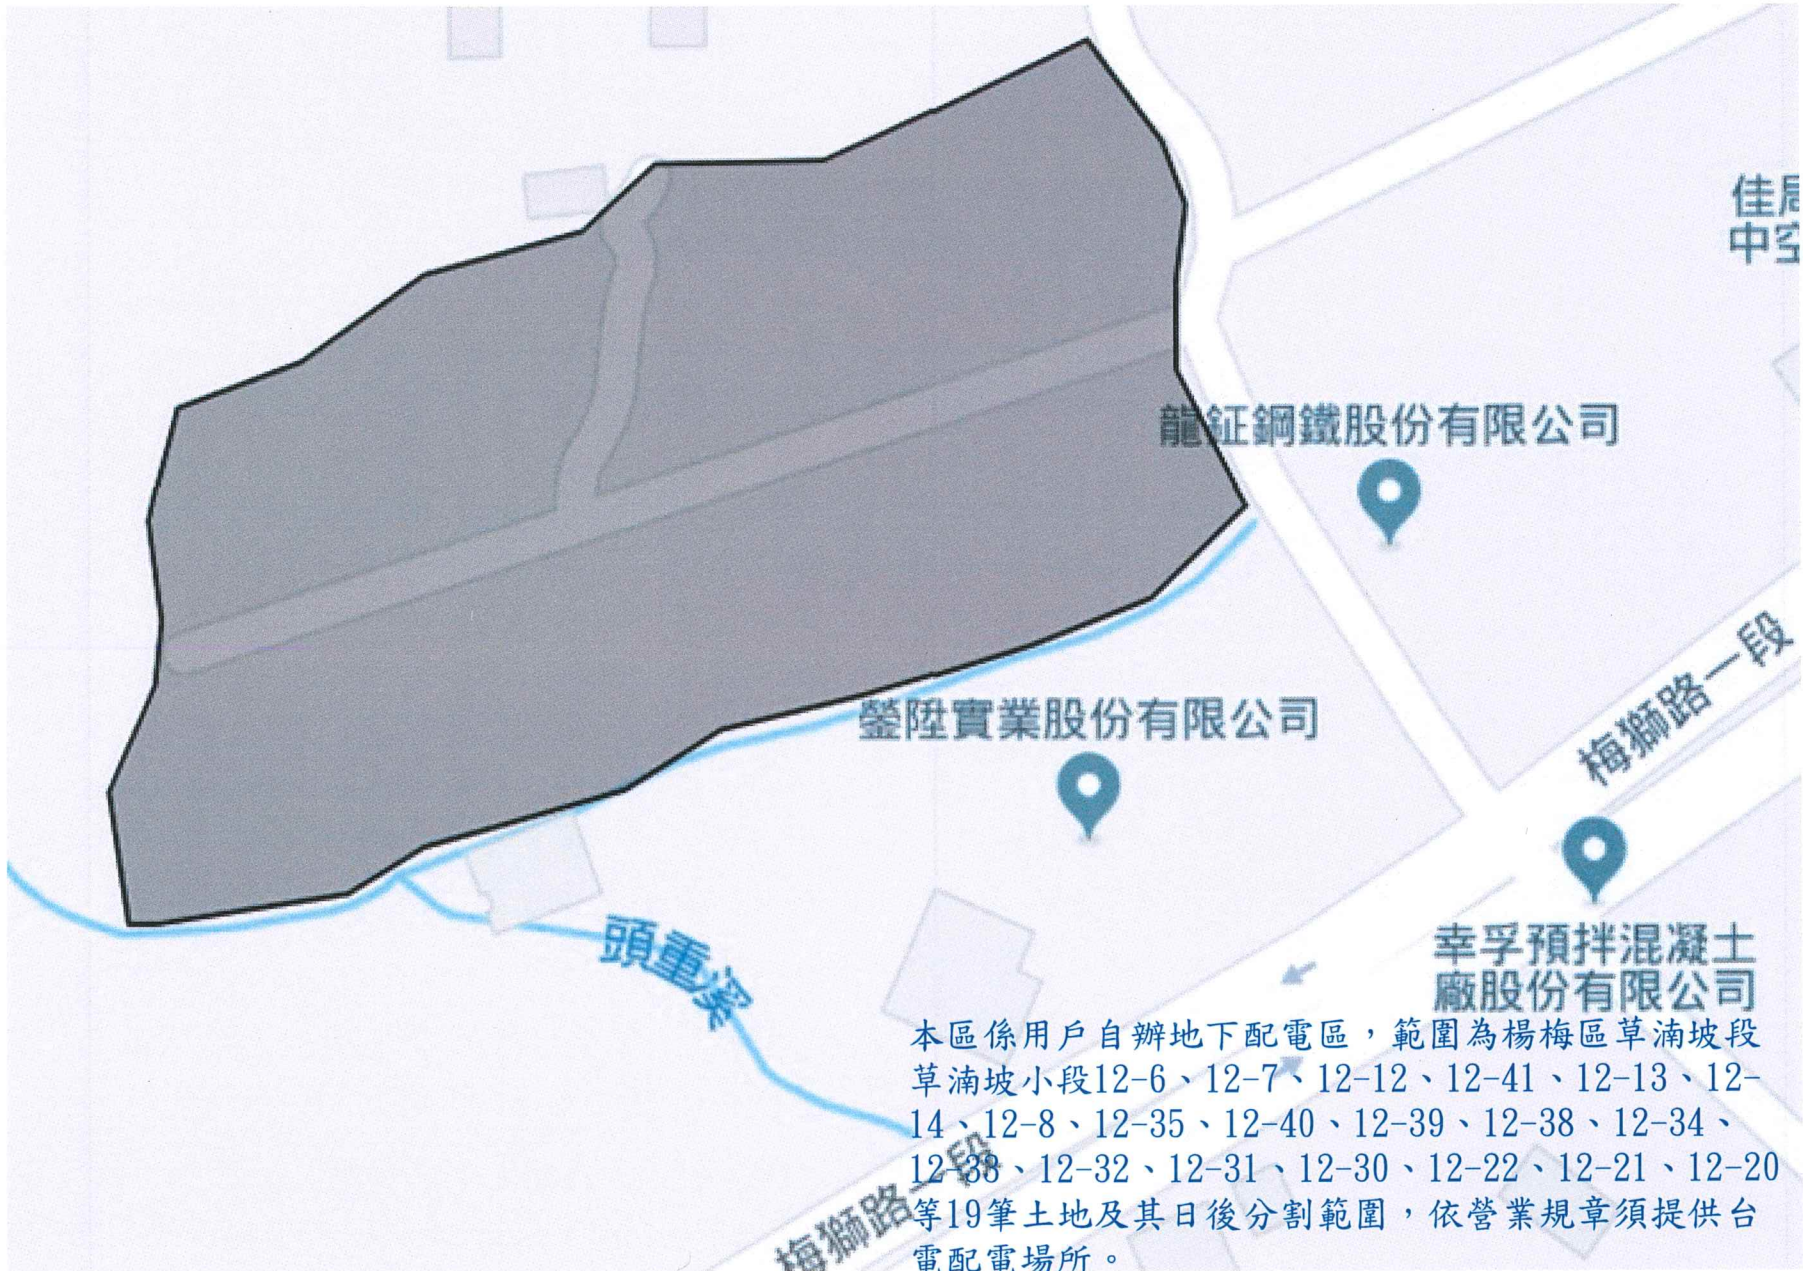 佳
中空
龍鉦鋼鐵股份有限公司
梅獅路一段
鎣陞實業股份有限公司
幸孚預拌混凝土
廠股份有限公司
頭重溪
本區係用戶自辦地下配電區，範圍為楊梅區草湳坡段
草湳坡小段12-6、12-7、12-12、12-41、12-13、12-
14、12-8、12-35、12-40、12-39、12-38、12-34、
12-33、12-32、12-31、12-30、12-22、12-21、12-20
等19筆土地及其日後分割範圍，依營業規章須提供台
電配電場所。
梅獅路一段